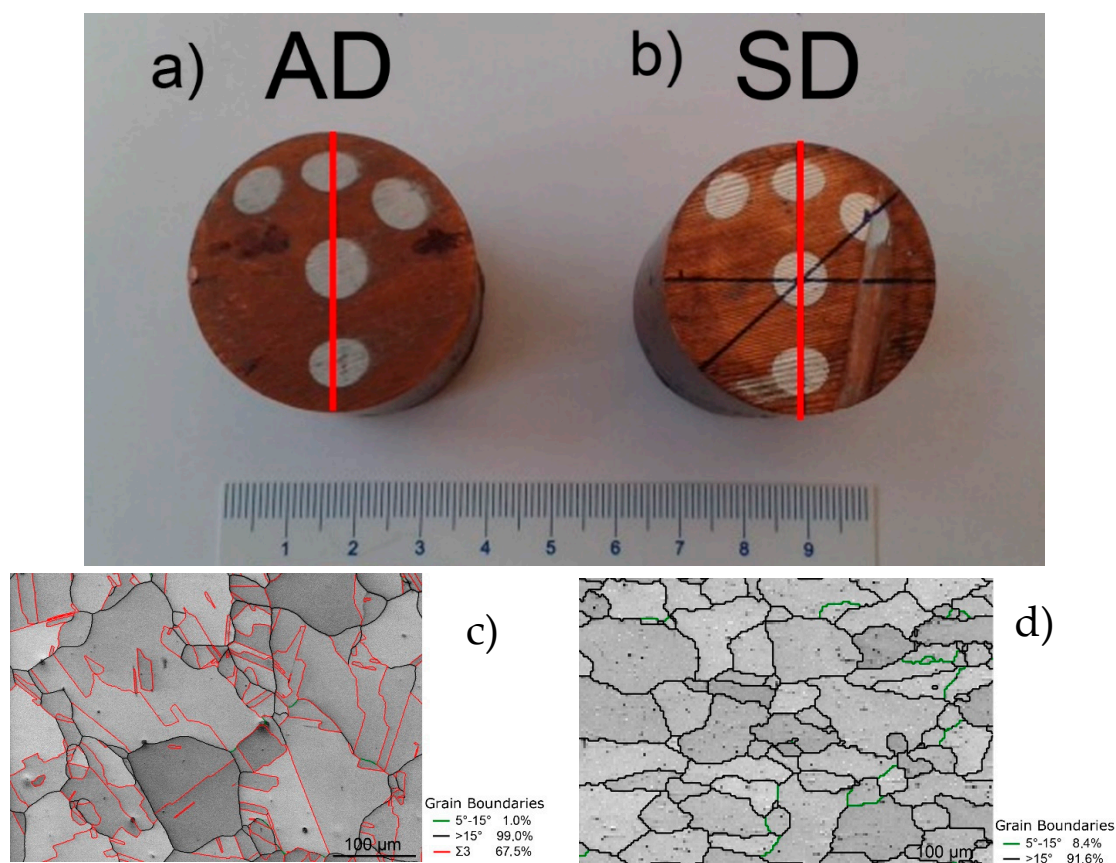 a) AD
b) SD
1 2 3 4 5 6 7 8 9
c)
Grain Boundaries
5°-15° 1.0%
>15° 99.0%
Σ3 67.5%
100 µm
d)
100 µm
Grain Boundaries
5°-15° 8.4%
>15° 91.6%